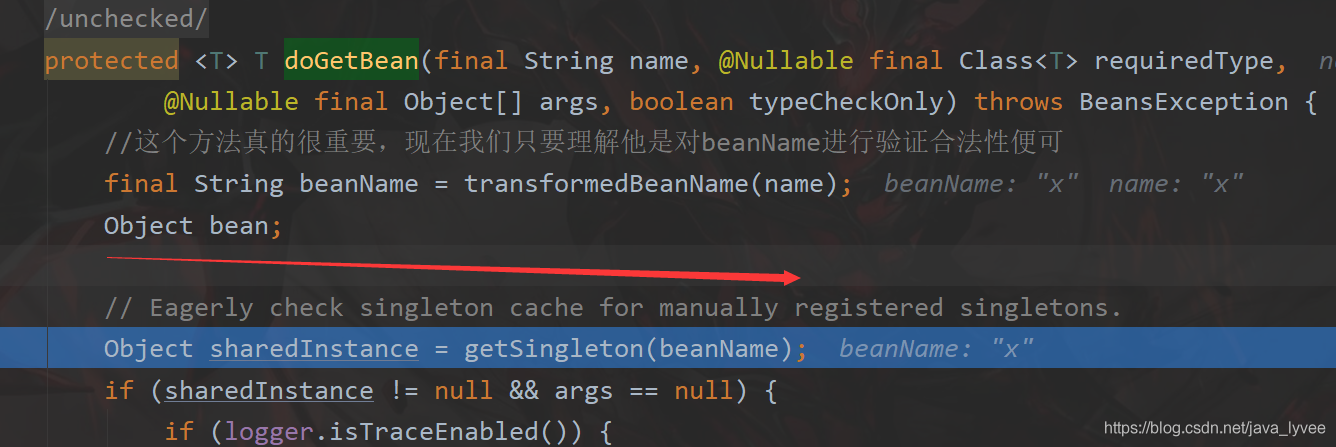 /unchecked/
protected <T> T doGetBean(final String name, @Nullable final Class<T> requiredType,
@Nullable final Object[] args, boolean typeCheckOnly) throws BeansException {
//这个方法真的很重要，现在我们只要理解他是对beanName进行验证合法性便可
final String beanName = transformedBeanName(name); beanName: "x" name: "x"
Object bean;
// Eagerly check singleton cache for manually registered singletons.
Object sharedInstance = getSingleton(beanName); beanName: "x"
if (sharedInstance != null && args == null) {
if (logger.isTraceEnabled()) {
https://blog.csdn.net/java_lyvee